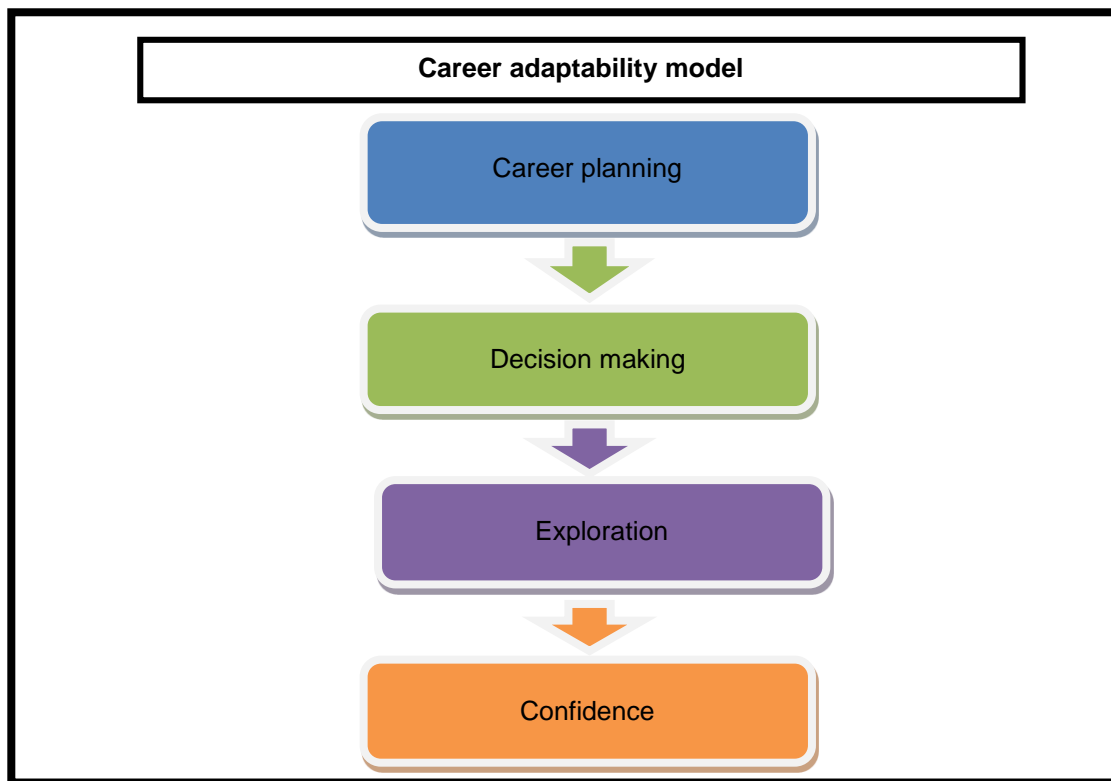 Career adaptability model
Career planning
Decision making
Exploration
Confidence